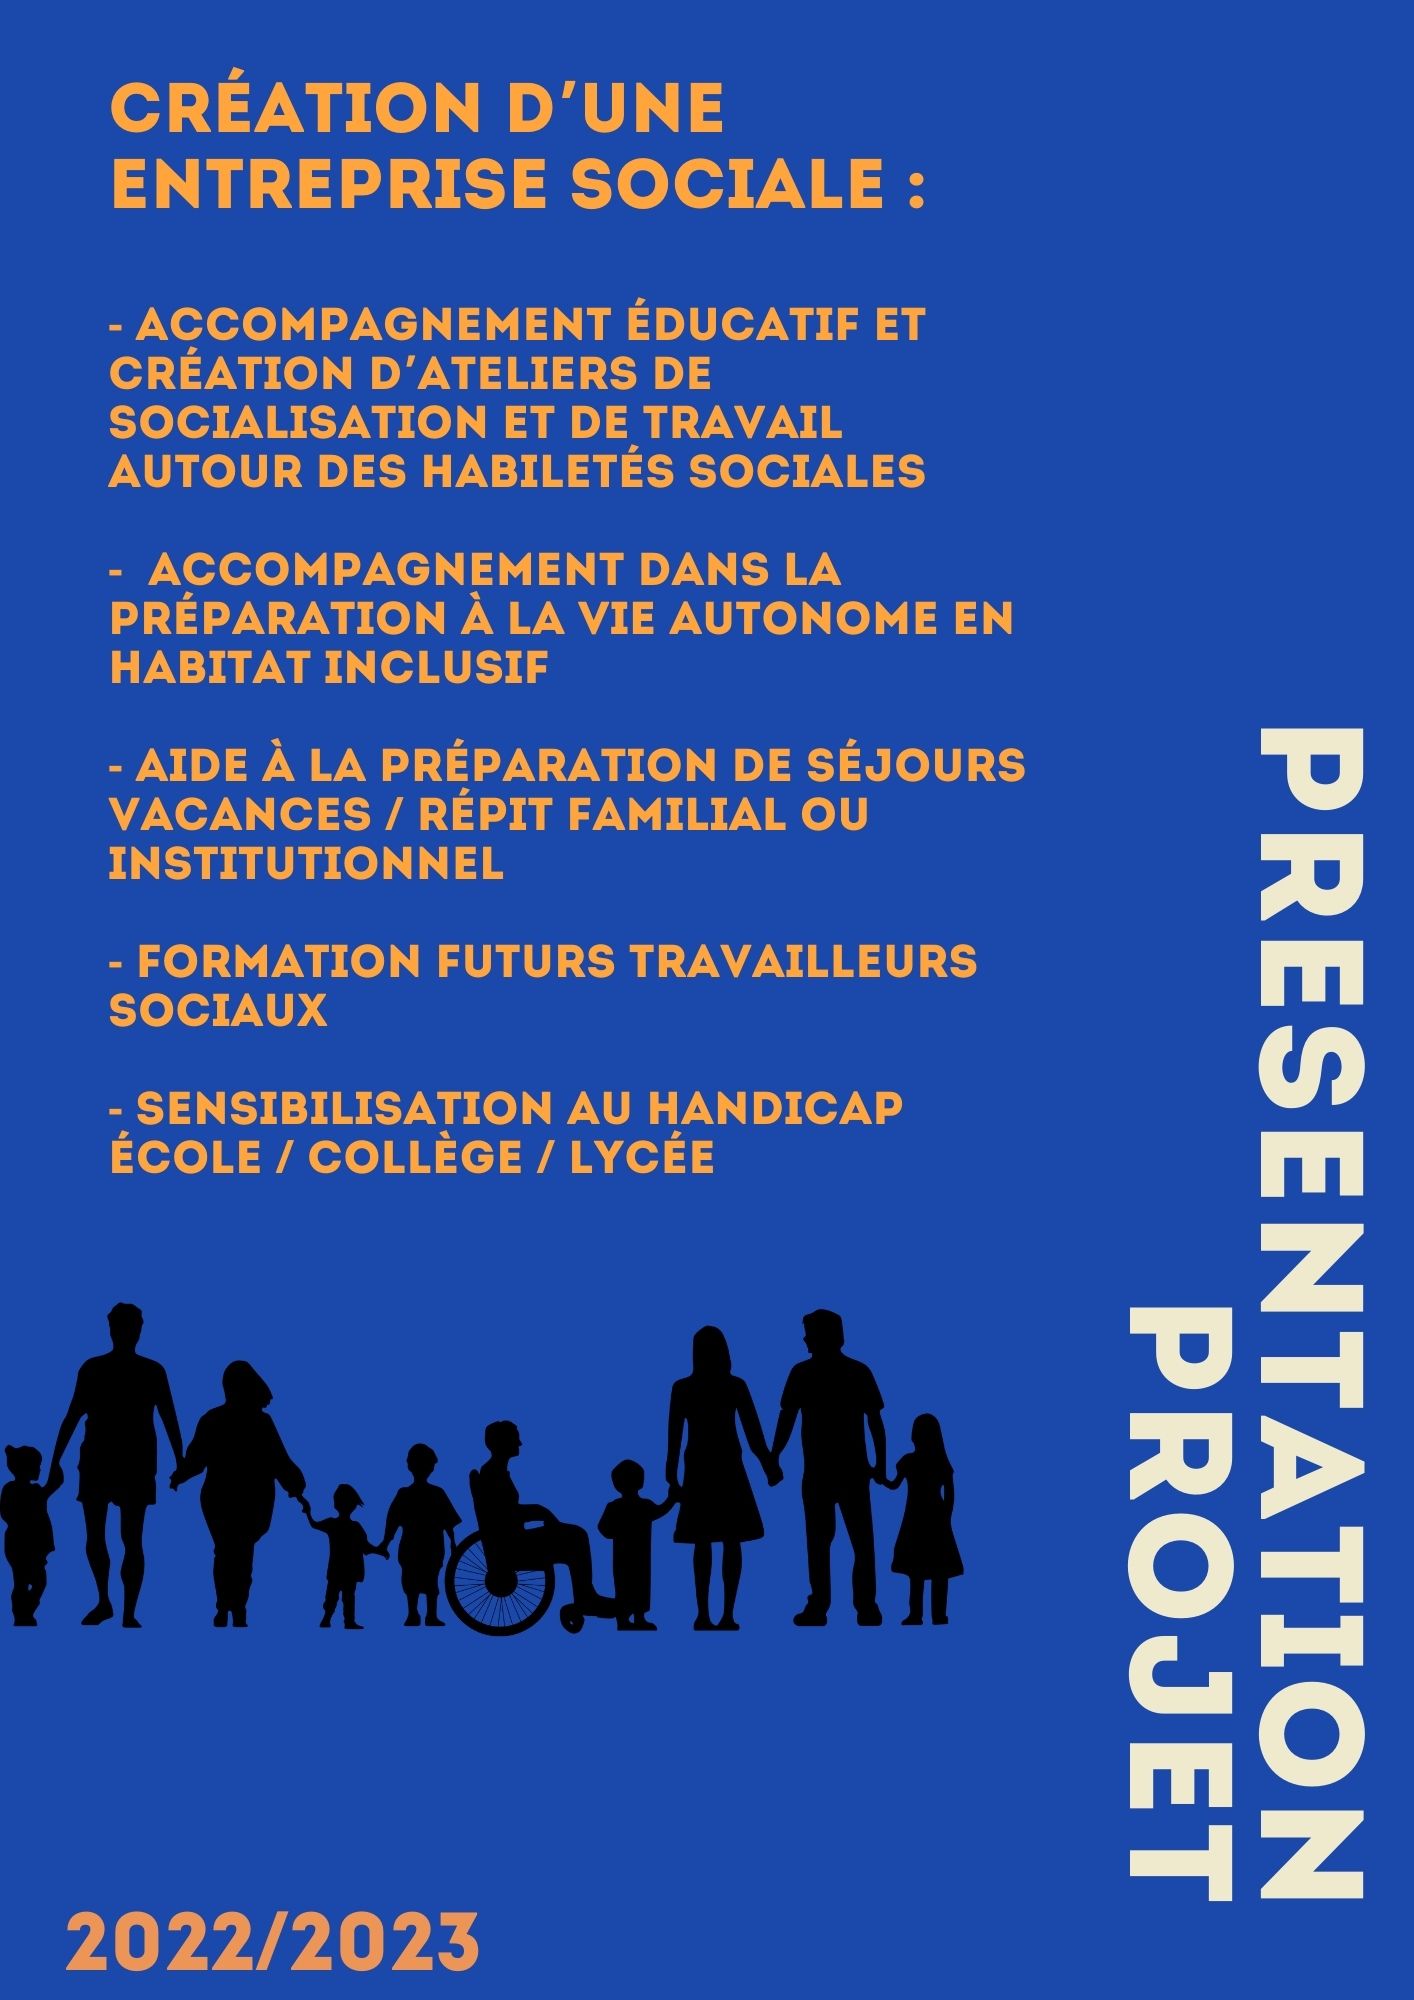 CRÉATION D'UNE
ENTREPRISE SOCIALE :
- ACCOMPAGNEMENT ÉDUCATIF ET
CRÉATION D'ATELIERS DE
SOCIALISATION ET DE TRAVAIL
AUTOUR DES HABILETÉS SOCIALES
- ACCOMPAGNEMENT DANS LA
PRÉPARATION À LA VIE AUTONOME EN
HABITAT INCLUSIF
- AIDE À LA PRÉPARATION DE SÉJOURS
VACANCES / RÉPIT FAMILIAL OU
INSTITUTIONNEL
- FORMATION FUTURS TRAVAILLEURS
SOCIAUX
- SENSIBILISATION AU HANDICAP
ÉCOLE / COLLÈGE / LYCÉE
PRESENTATION
PROJET
2022/2023